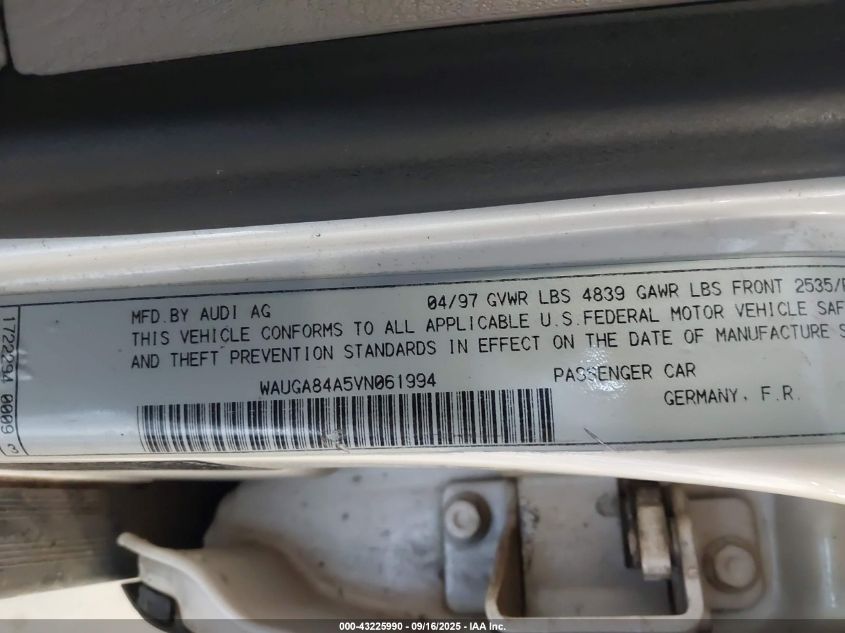 MFD.BY AUDI AG 04/97 GVWR LBS 4839 GAWR LBS FRONT 2535/
THIS VEHICLE CONFORMS TO ALL APPLICABLE U.S.FEDERAL MOTOR VEHICLE SAF
AND THEFT PREVENTION STANDARDS IN EFFECT ON THE DATE OF MANUFACTURE S
WAUGA84A5VN061994 PASSENGER CAR
GERMANY, F.R.
1722294 0009 3
000-43225990 - 09/16/2025 - IAA Inc.